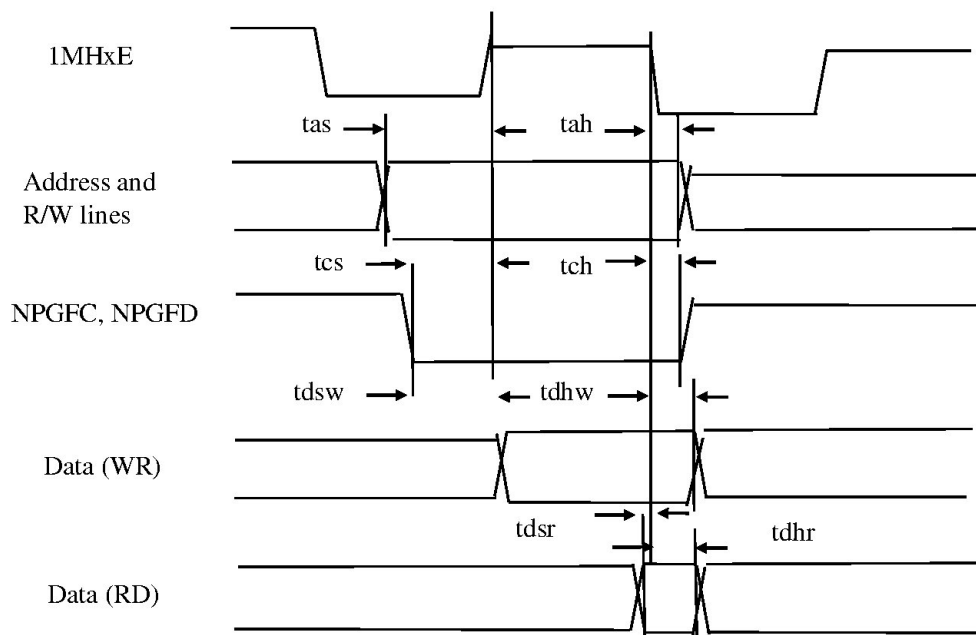 1MHxE
tas
tah
Address and
R/W lines
tcs
tch
NPGFC, NPGFD
tdsw
tdhw
Data (WR)
tdsr
tdhr
Data (RD)